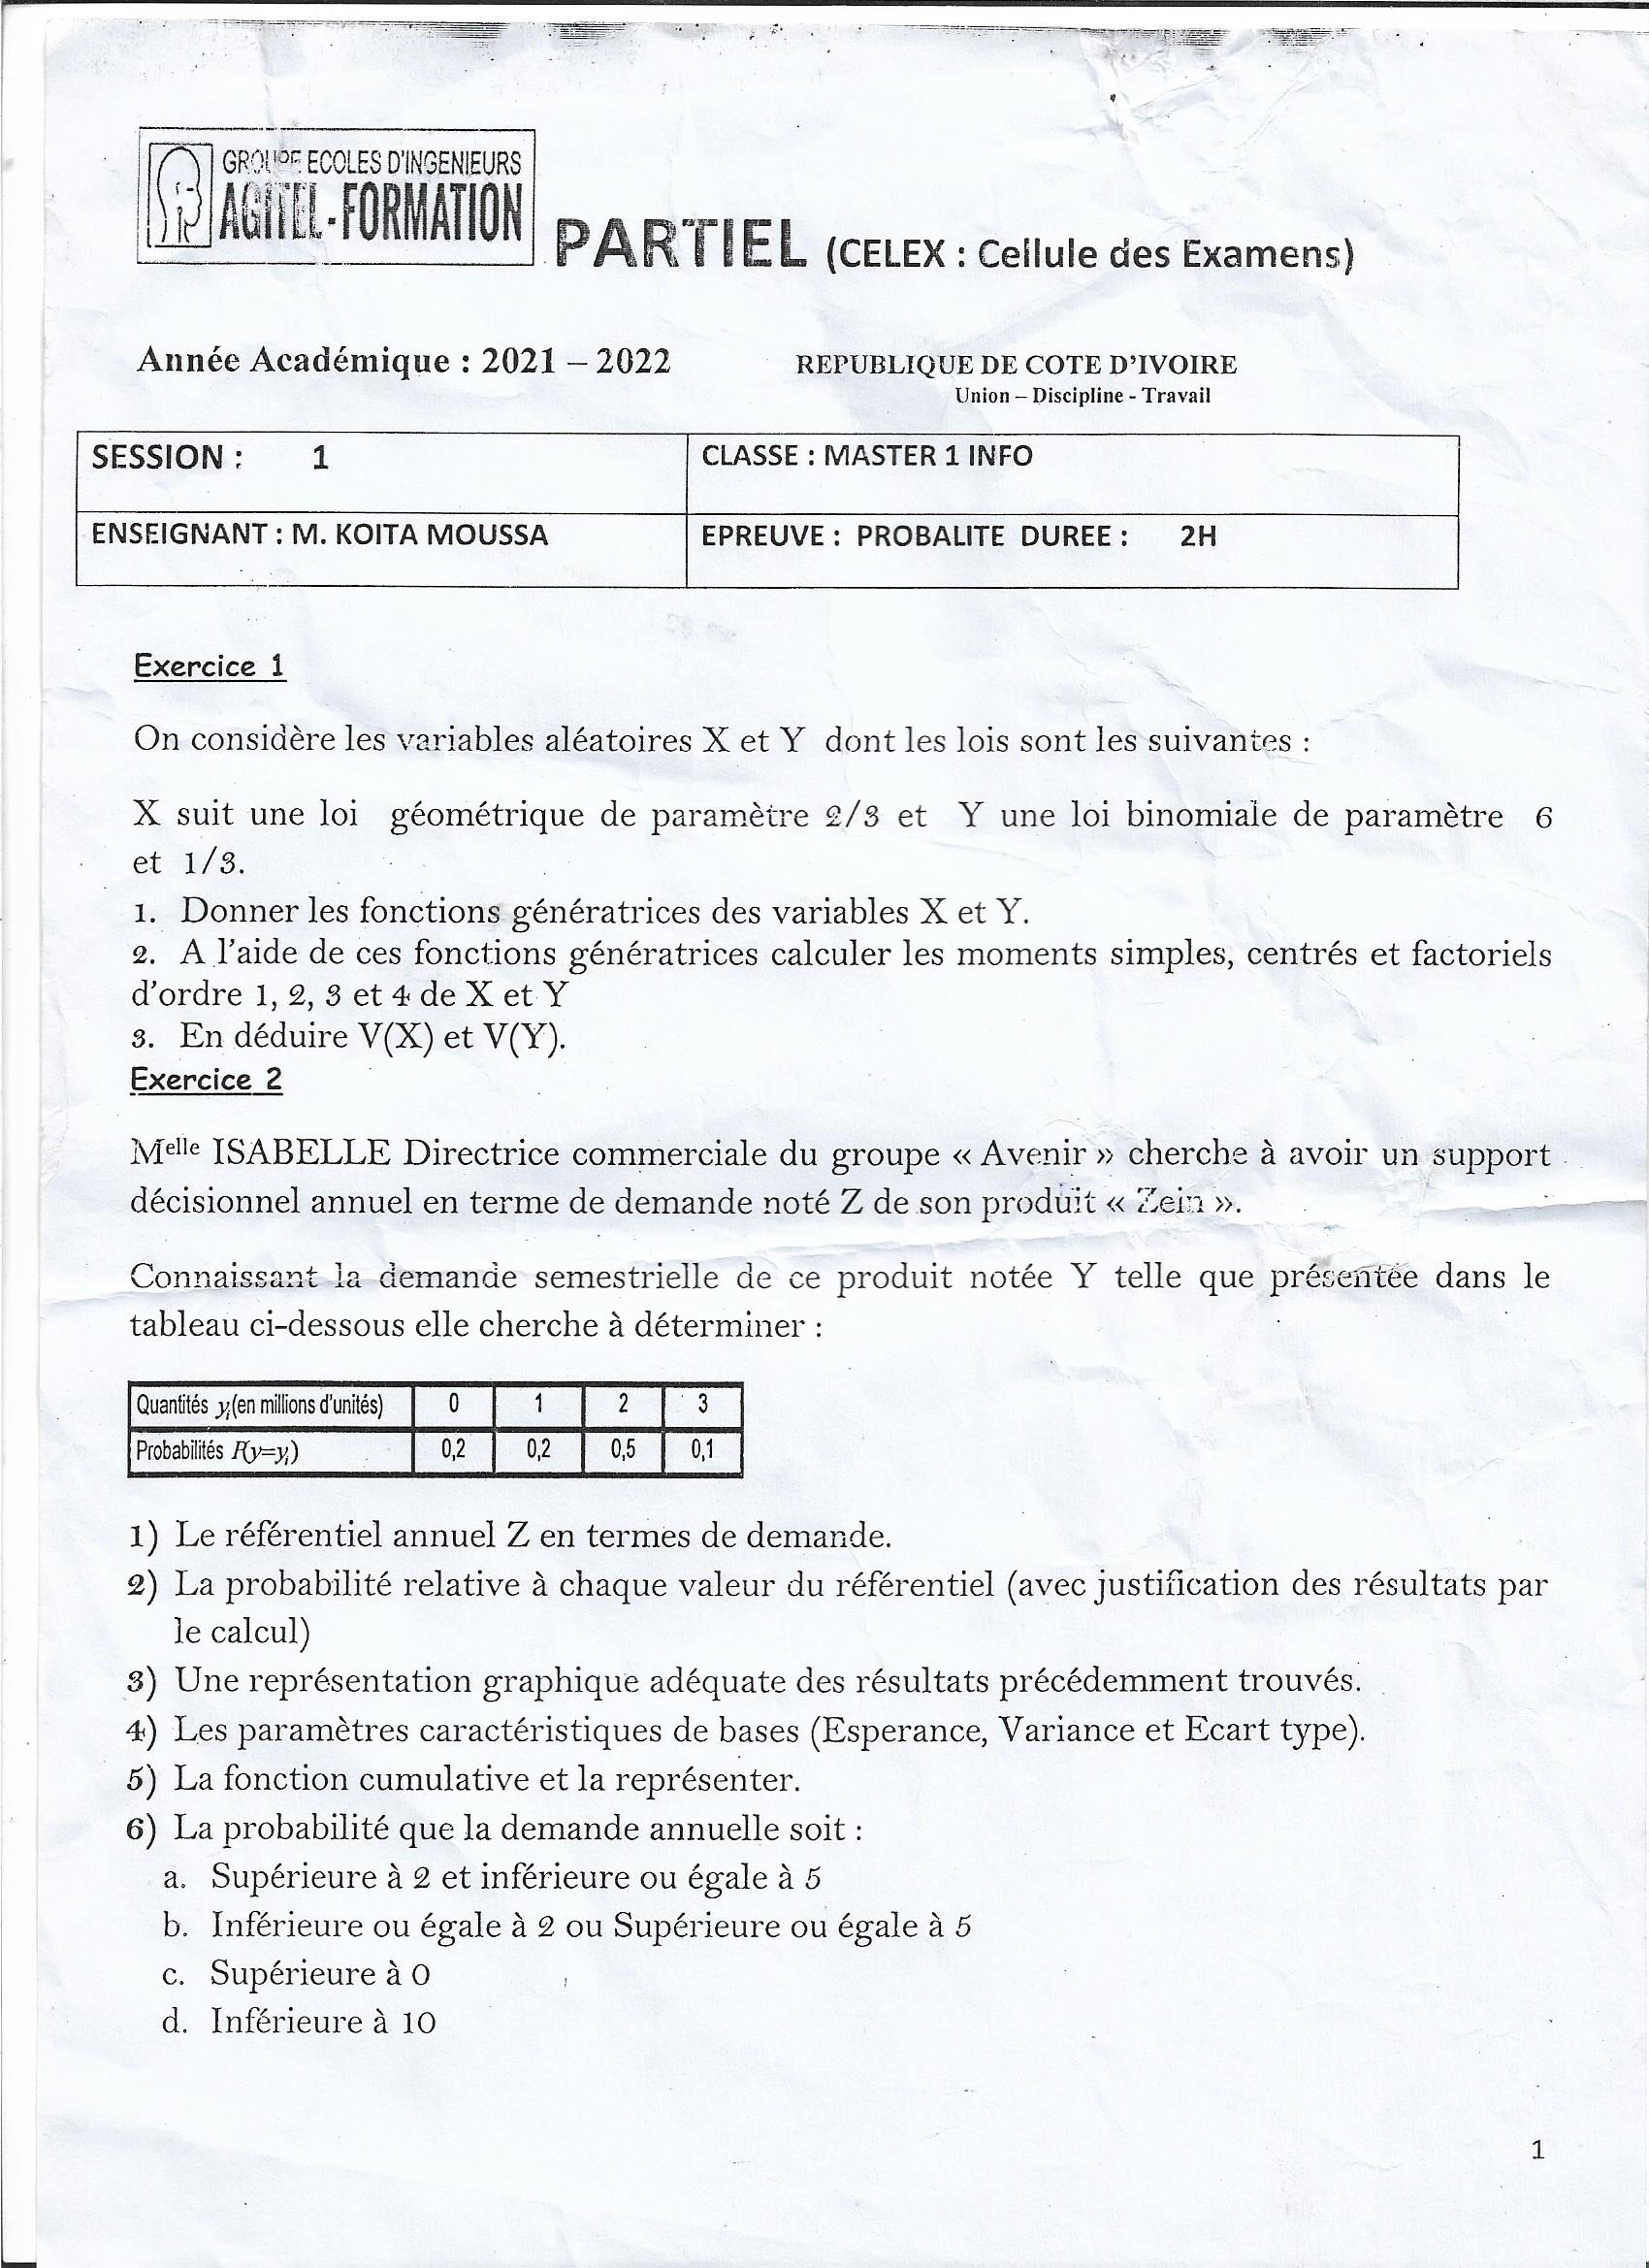 GROUPE ECOLES D'INGENIEURS
AGITEL-FORMATION
PARTIEL (CELEX : Cellule des Examens)
Année Académique : 2021 – 2022
REPUBLIQUE DE COTE D'IVOIRE
Union – Discipline - Travail
SESSION : 1
CLASSE : MASTER 1 INFO
ENSEIGNANT : M. KOITA MOUSSA
EPREUVE : PROBALITE DUREE : 2H
Exercice 1
On considère les variables aléatoires X et Y dont les lois sont les suivantes :
X suit une loi géométrique de paramètre 2/3 et Y une loi binomiale de paramètre 6
et 1/3.
1. Donner les fonctions génératrices des variables X et Y.
2. A l'aide de ces fonctions génératrices calculer les moments simples, centrés et factoriels
d'ordre 1, 2, 3 et 4 de X et Y
3. En déduire V(X) et V(Y).
Exercice 2
Melle ISABELLE Directrice commerciale du groupe « Avenir » cherche à avoir un support
décisionnel annuel en terme de demande noté Z de son produit « Zein ».
Connaissant la demande semestrielle de ce produit notée Y telle que présentée dans le
tableau ci-dessous elle cherche à déterminer :
Quantités yi(en millions d'unités) 0 1 2 3
Probabilités P(y=yi) 0,2 0,2 0,5 0,1
1) Le référentiel annuel Z en termes de demande.
2) La probabilité relative à chaque valeur du référentiel (avec justification des résultats par
le calcul)
3) Une représentation graphique adéquate des résultats précédemment trouvés.
4) Les paramètres caractéristiques de bases (Esperance, Variance et Ecart type).
5) La fonction cumulative et la représenter.
6) La probabilité que la demande annuelle soit :
a. Supérieure à 2 et inférieure ou égale à 5
b. Inférieure ou égale à 2 ou Supérieure ou égale à 5
c. Supérieure à 0
d. Inférieure à 10
1